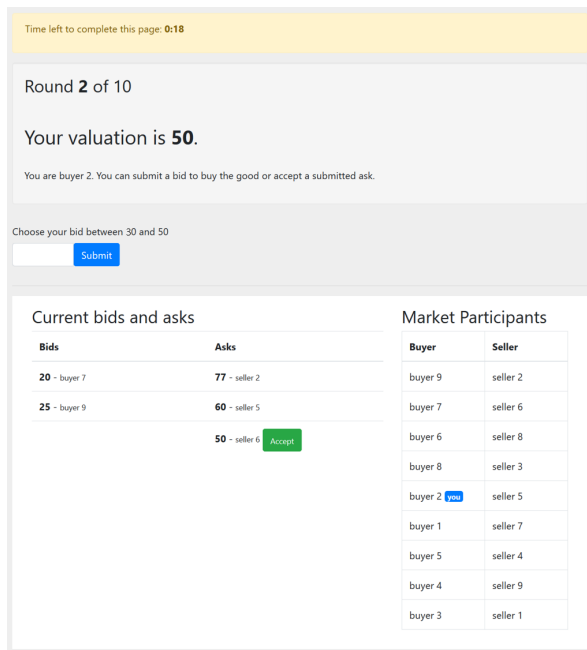 Time left to complete this page: 0:18
Round 2 of 10
Your valuation is 50.
You are buyer 2. You can submit a bid to buy the good or accept a submitted ask.
Choose your bid between 30 and 50
Submit
Current bids and asks
Bids Asks
20 - buyer 7 77 - seller 2
25 - buyer 9 60 - seller 5
50 - seller 6 Accept
Market Participants
Buyer Seller
buyer 9 seller 2
buyer 7 seller 6
buyer 6 seller 8
buyer 8 seller 3
buyer 2 you seller 5
buyer 1 seller 7
buyer 5 seller 4
buyer 4 seller 9
buyer 3 seller 1